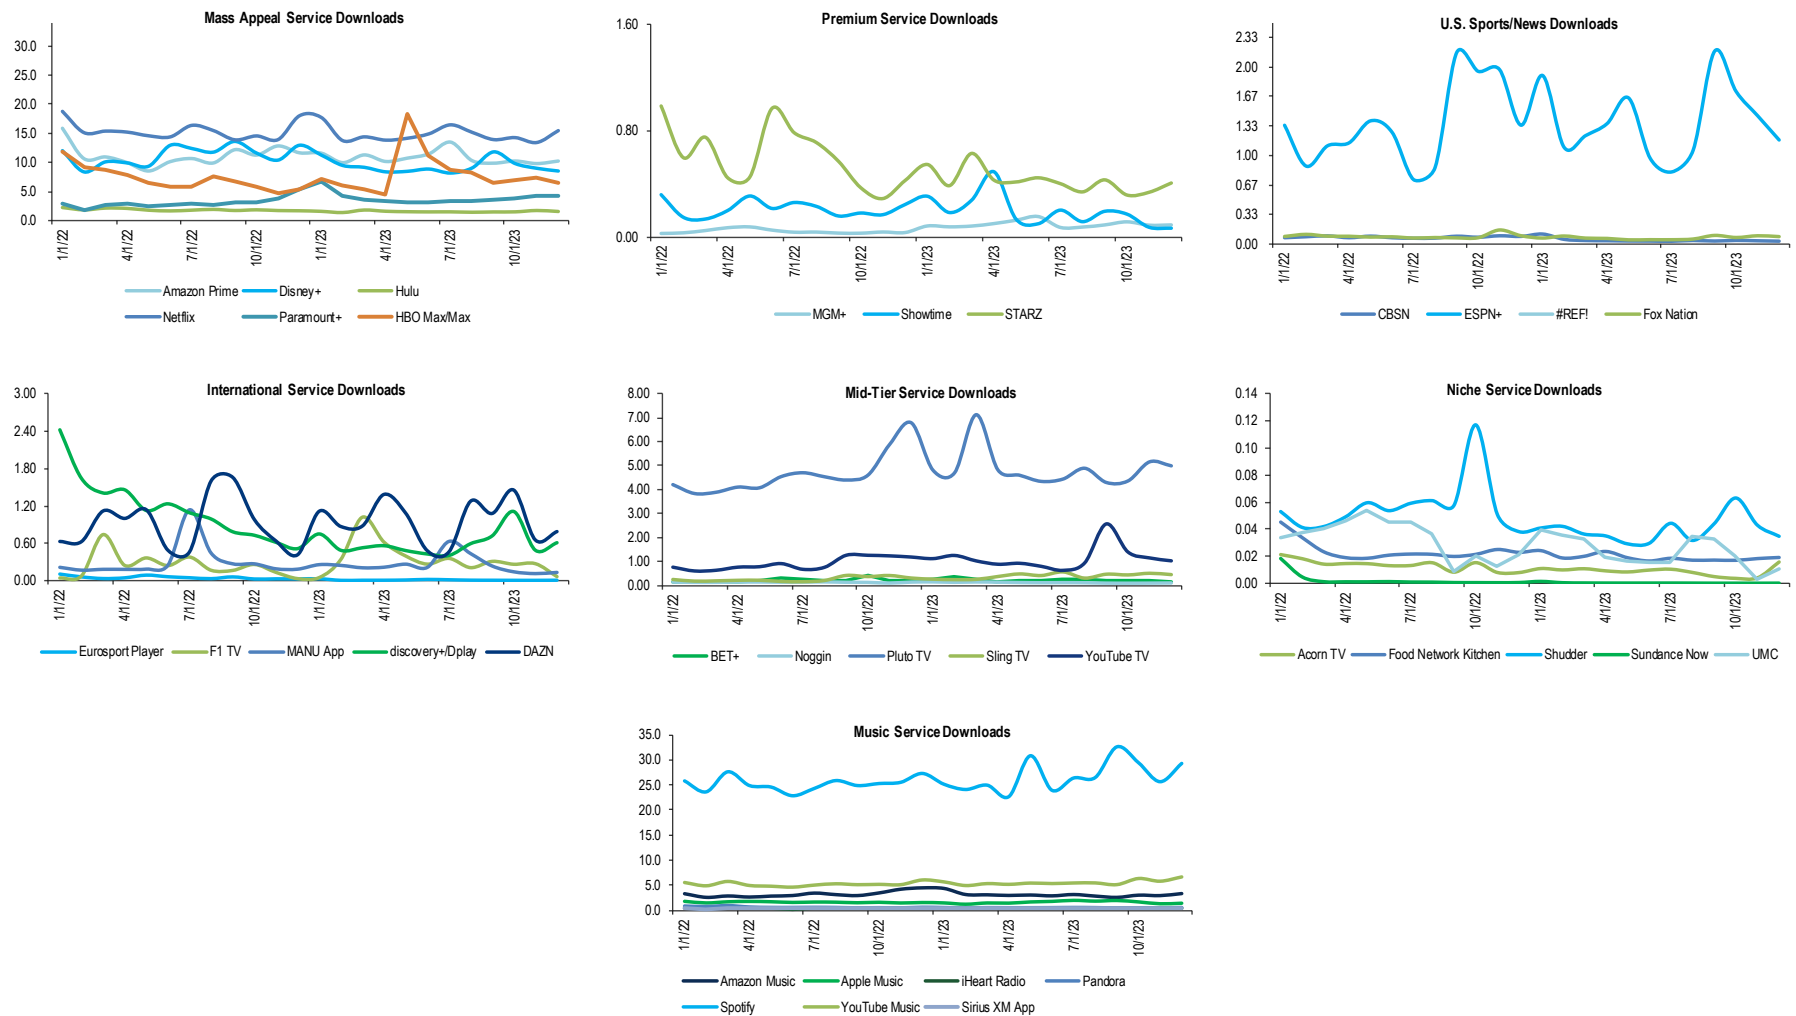 Mass Appeal Service Downloads
30.0
25.0
20.0
15.0
10.0
5.0
0.0
1/1/22
4/1/22
7/1/22
10/1/22
1/1/23
4/1/23
7/1/23
10/1/23
Amazon Prime
Disney+
Hulu
Netflix
Paramount+
HBO Max/Max
Premium Service Downloads
1.60
0.80
0.00
1/1/22
4/1/22
7/1/22
10/1/22
1/1/23
4/1/23
7/1/23
10/1/23
MGM+
Showtime
STARZ
U.S. Sports/News Downloads
2.33
2.00
1.67
1.33
1.00
0.67
0.33
0.00
1/1/22
4/1/22
7/1/22
10/1/22
1/1/23
4/1/23
7/1/23
10/1/23
CBSN
ESPN+
#REF!
Fox Nation
International Service Downloads
3.00
2.40
1.80
1.20
0.60
0.00
1/1/22
4/1/22
7/1/22
10/1/22
1/1/23
4/1/23
7/1/23
10/1/23
Eurosport Player
F1 TV
MANU App
discovery+/Dplay
DAZN
Mid-Tier Service Downloads
8.00
7.00
6.00
5.00
4.00
3.00
2.00
1.00
0.00
1/1/22
4/1/22
7/1/22
10/1/22
1/1/23
4/1/23
7/1/23
10/1/23
BET+
Noggin
Pluto TV
Sling TV
YouTube TV
Niche Service Downloads
0.14
0.12
0.10
0.08
0.06
0.04
0.02
0.00
1/1/22
4/1/22
7/1/22
10/1/22
1/1/23
4/1/23
7/1/23
10/1/23
Acorn TV
Food Network Kitchen
Shudder
Sundance Now
UMC
Music Service Downloads
35.0
30.0
25.0
20.0
15.0
10.0
5.0
0.0
1/1/22
4/1/22
7/1/22
10/1/22
1/1/23
4/1/23
7/1/23
10/1/23
Amazon Music
Apple Music
iHeart Radio
Pandora
Spotify
YouTube Music
Sirius XM App